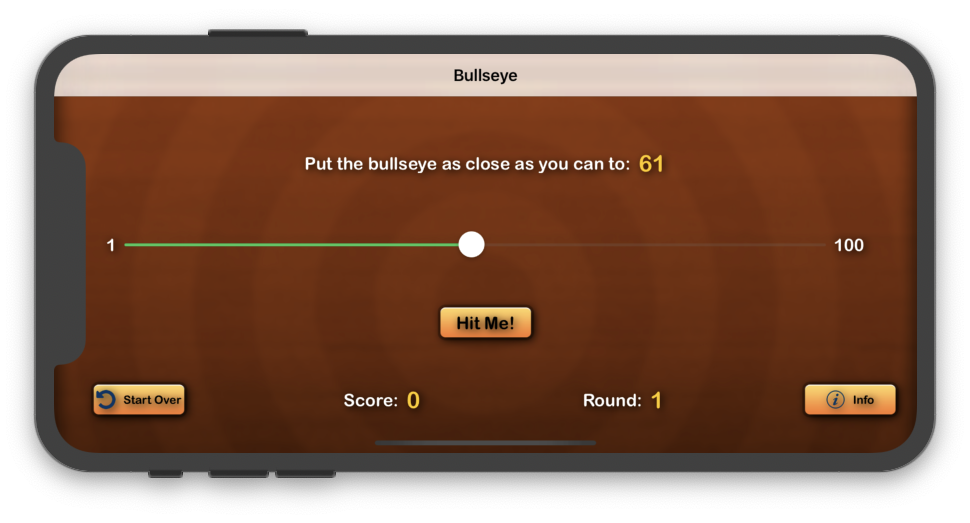 Bullseye
Put the bullseye as close as you can to: 61
1 100
Hit Me!
Start Over Score: 0 Round: 1 Info